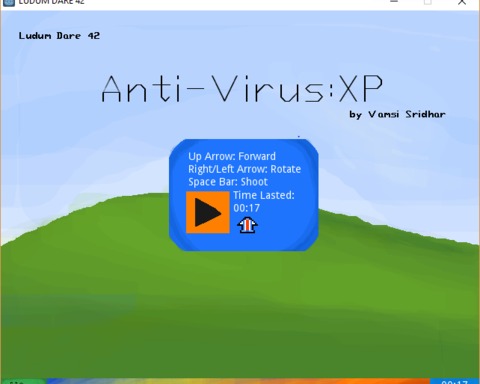 LUDUM DARE 42
Ludum Dare 42
Anti-Virus:XP
by Vamsi Sridhar
Up Arrow: Forward
Right/Left Arrow: Rotate
Space Bar: Shoot
Time Lasted:
00:17
00:17